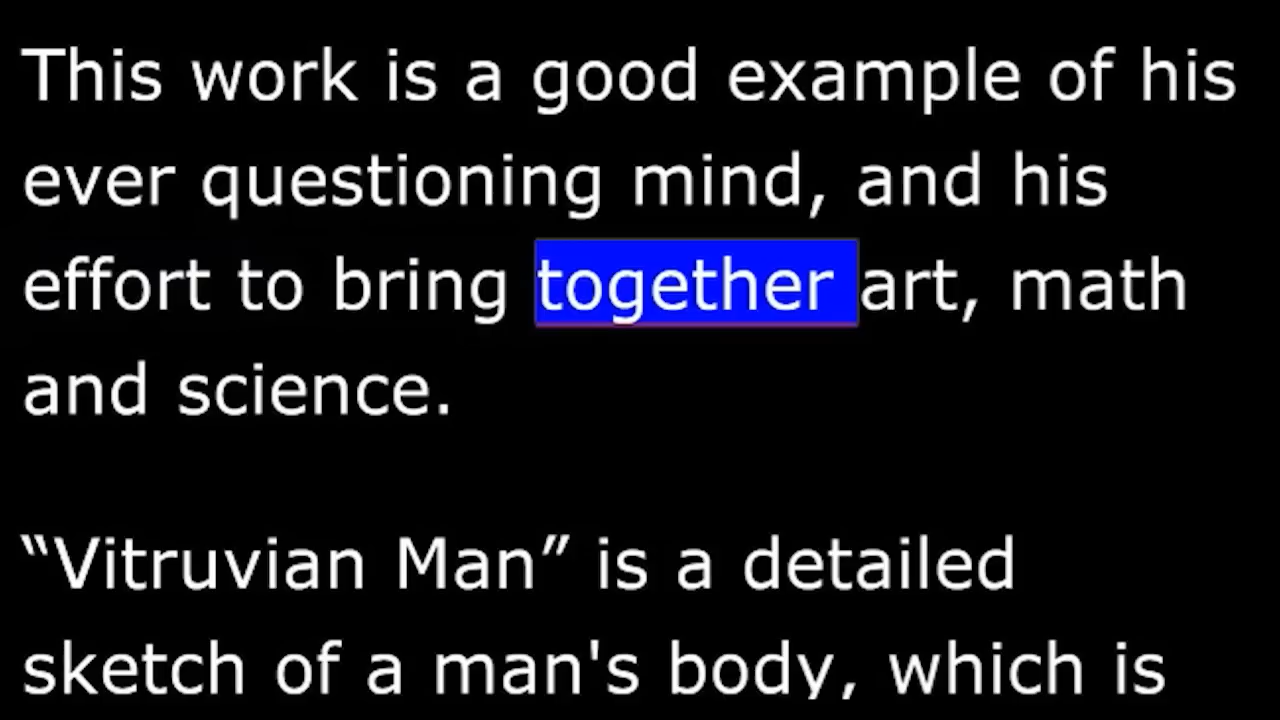 This work is a good example of his
ever questioning mind, and his
effort to bring together art, math
and science.
“Vitruvian Man” is a detailed
sketch of a man's body, which is